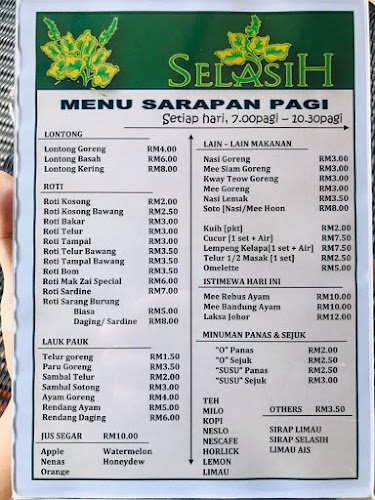 SELASIH
MENU SARAPAN PAGI
Setiap hari, 7.00pagi – 10.30pagi
LONTONG
Lontong Goreng RM4.00
Lontong Basah RM6.00
Lontong Kering RM8.00
ROTI
Roti Kosong RM2.00
Roti Kosong Bawang RM2.50
Roti Bakar RM3.00
Roti Telur RM3.00
Roti Tampal RM3.00
Roti Telur Bawang RM3.50
Roti Tampal Bawang RM3.50
Roti Bom RM3.50
Roti Mak Zai Special RM6.00
Roti Sardine RM7.00
Roti Sarang Burung
Biasa RM5.00
Daging/ Sardine RM8.00
LAUK PAUK
Telur goreng RM1.50
Paru Goreng RM3.50
Sambal Telur RM2.00
Sambal Sotong RM3.00
Ayam Goreng RM4.00
Rendang Ayam RM5.00
Rendang Daging RM6.00
JUS SEGAR RM10.00
Apple Watermelon
Nenas Honeydew
Orange
LAIN – LAIN MAKANAN
Nasi Goreng RM3.00
Mee Siam Goreng RM3.00
Kway Teow Goreng RM3.00
Mee Goreng RM3.00
Nasi Lemak RM3.50
Soto [Nasi/Mee Hoon RM8.00
Kuih [pkt] RM2.00
Cucur [1 set + Air] RM7.50
Lempeng Kelapa[1 set + Air] RM7.50
Telur 1/2 Masak [1 set] RM2.50
Omelette RM5.00
ISTIMEWA HARI INI
Mee Rebus Ayam RM10.00
Mee Bandung Ayam RM10.00
Laksa Johor RM12.00
MINUMAN PANAS & SEJUK
"O" Panas RM2.00
"O" Sejuk RM2.50
"SUSU" Panas RM2.50
"SUSU" Sejuk RM3.00
TEH
MILO OTHERS RM3.50
KOPI
NESLO SIRAP LIMAU
NESCAFE SIRAP SELASIH
HORLICK LIMAU AIS
LEMON
LIMAU